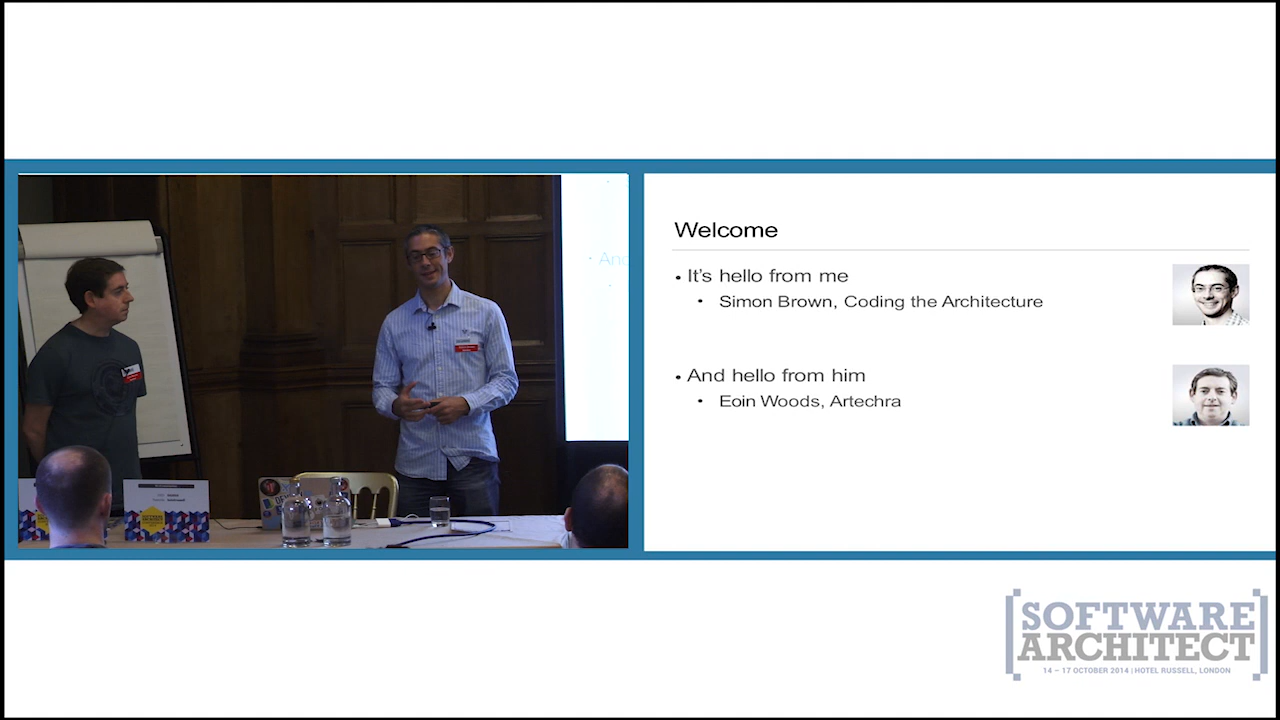 And
Welcome
• It's hello from me
• Simon Brown, Coding the Architecture
• And hello from him
• Eoin Woods, Artechra
[SOFTWARE
ARCHITECT]
14 – 17 OCTOBER 2014 | HOTEL RUSSELL, LONDON